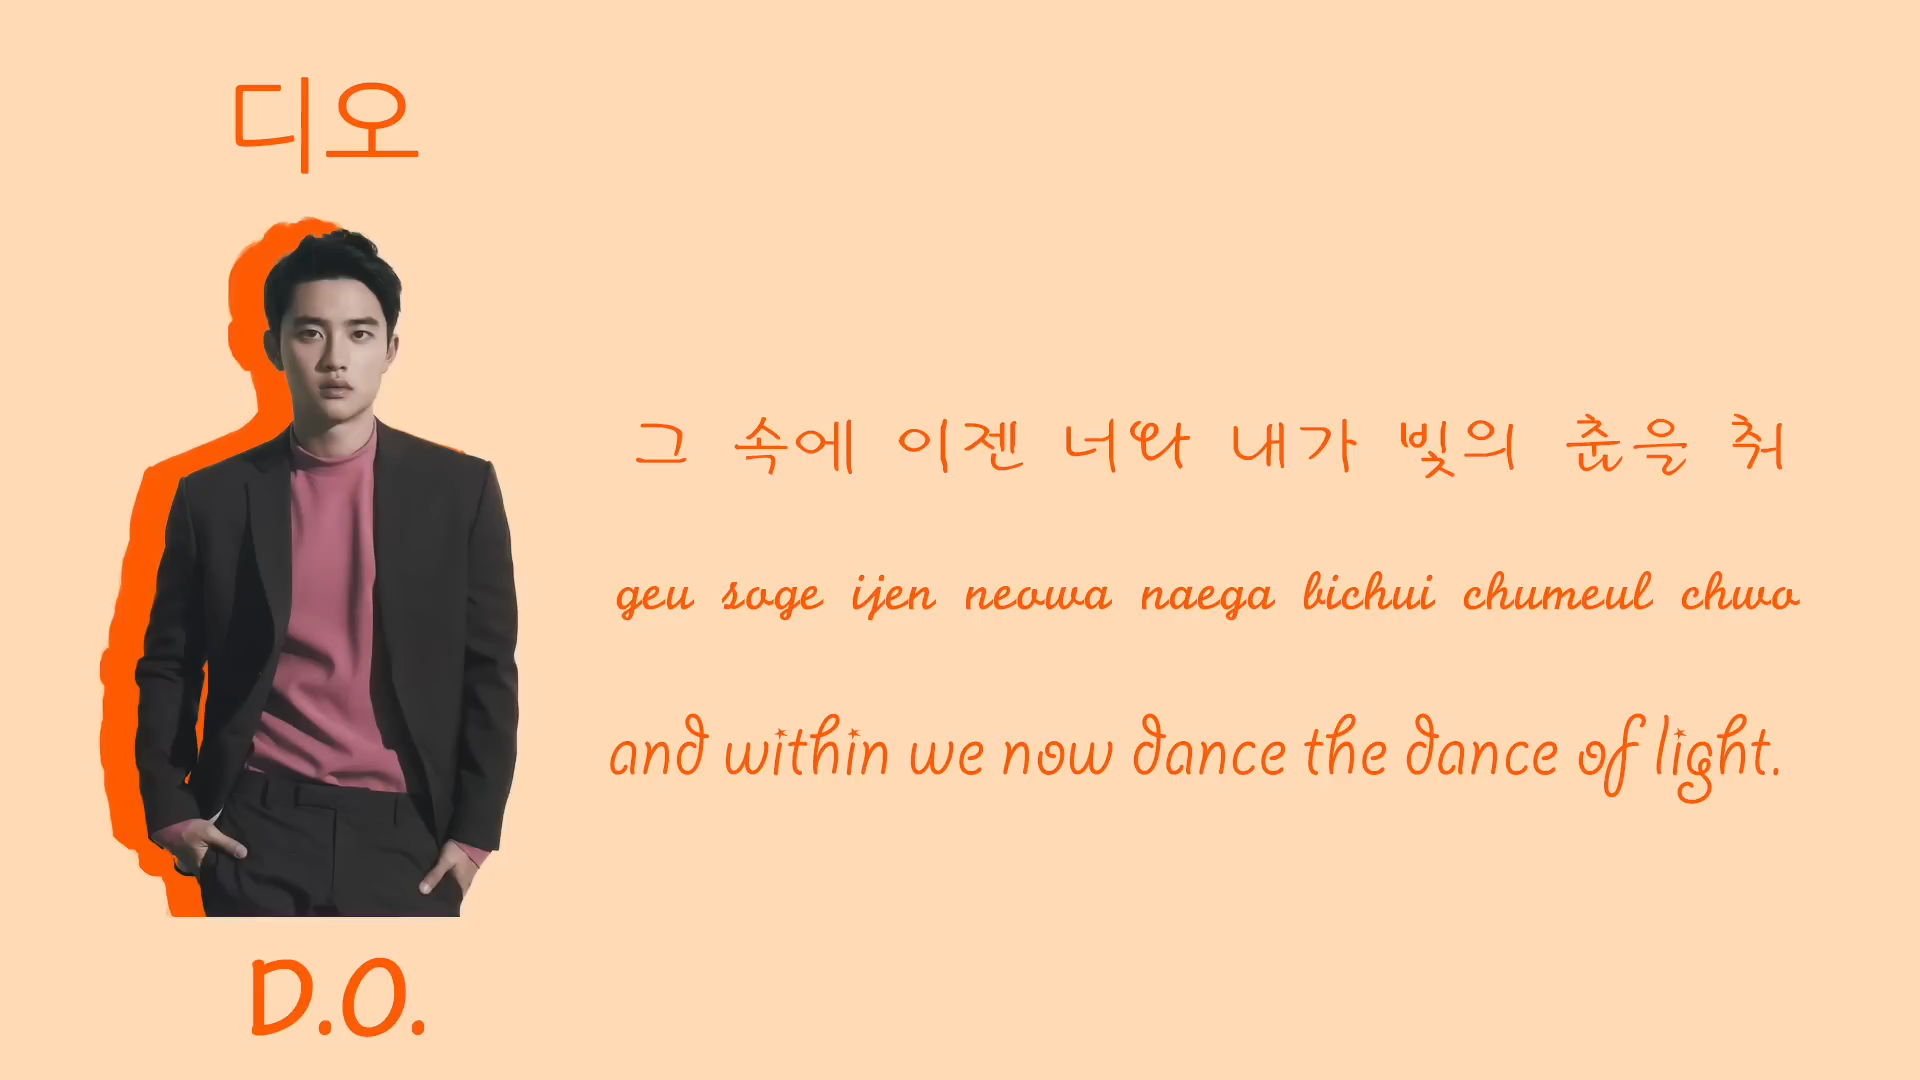 디오
그 속에 이젠 너와 내가 빛의 춤을 춰
geu soge ijen neowa naega bichui chumeul chwo
and within we now dance the dance of light.
D.O.